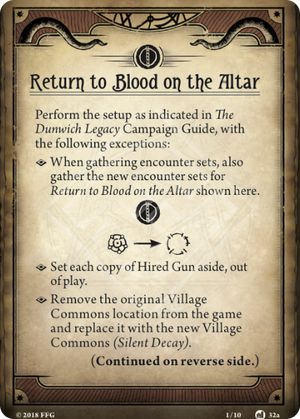 Return to Blood on the Altar
Perform the setup as indicated in The
Dunwich Legacy Campaign Guide, with
the following exceptions:
When gathering encounter sets, also
gather the new encounter sets for
Return to Blood on the Altar shown here.
Set each copy of Hired Gun aside, out
of play.
Remove the original Village
Commons location from the game
and replace it with the new Village
Commons (Silent Decay).
(Continued on reverse side.)
© 2018 FFG
1/10
32a